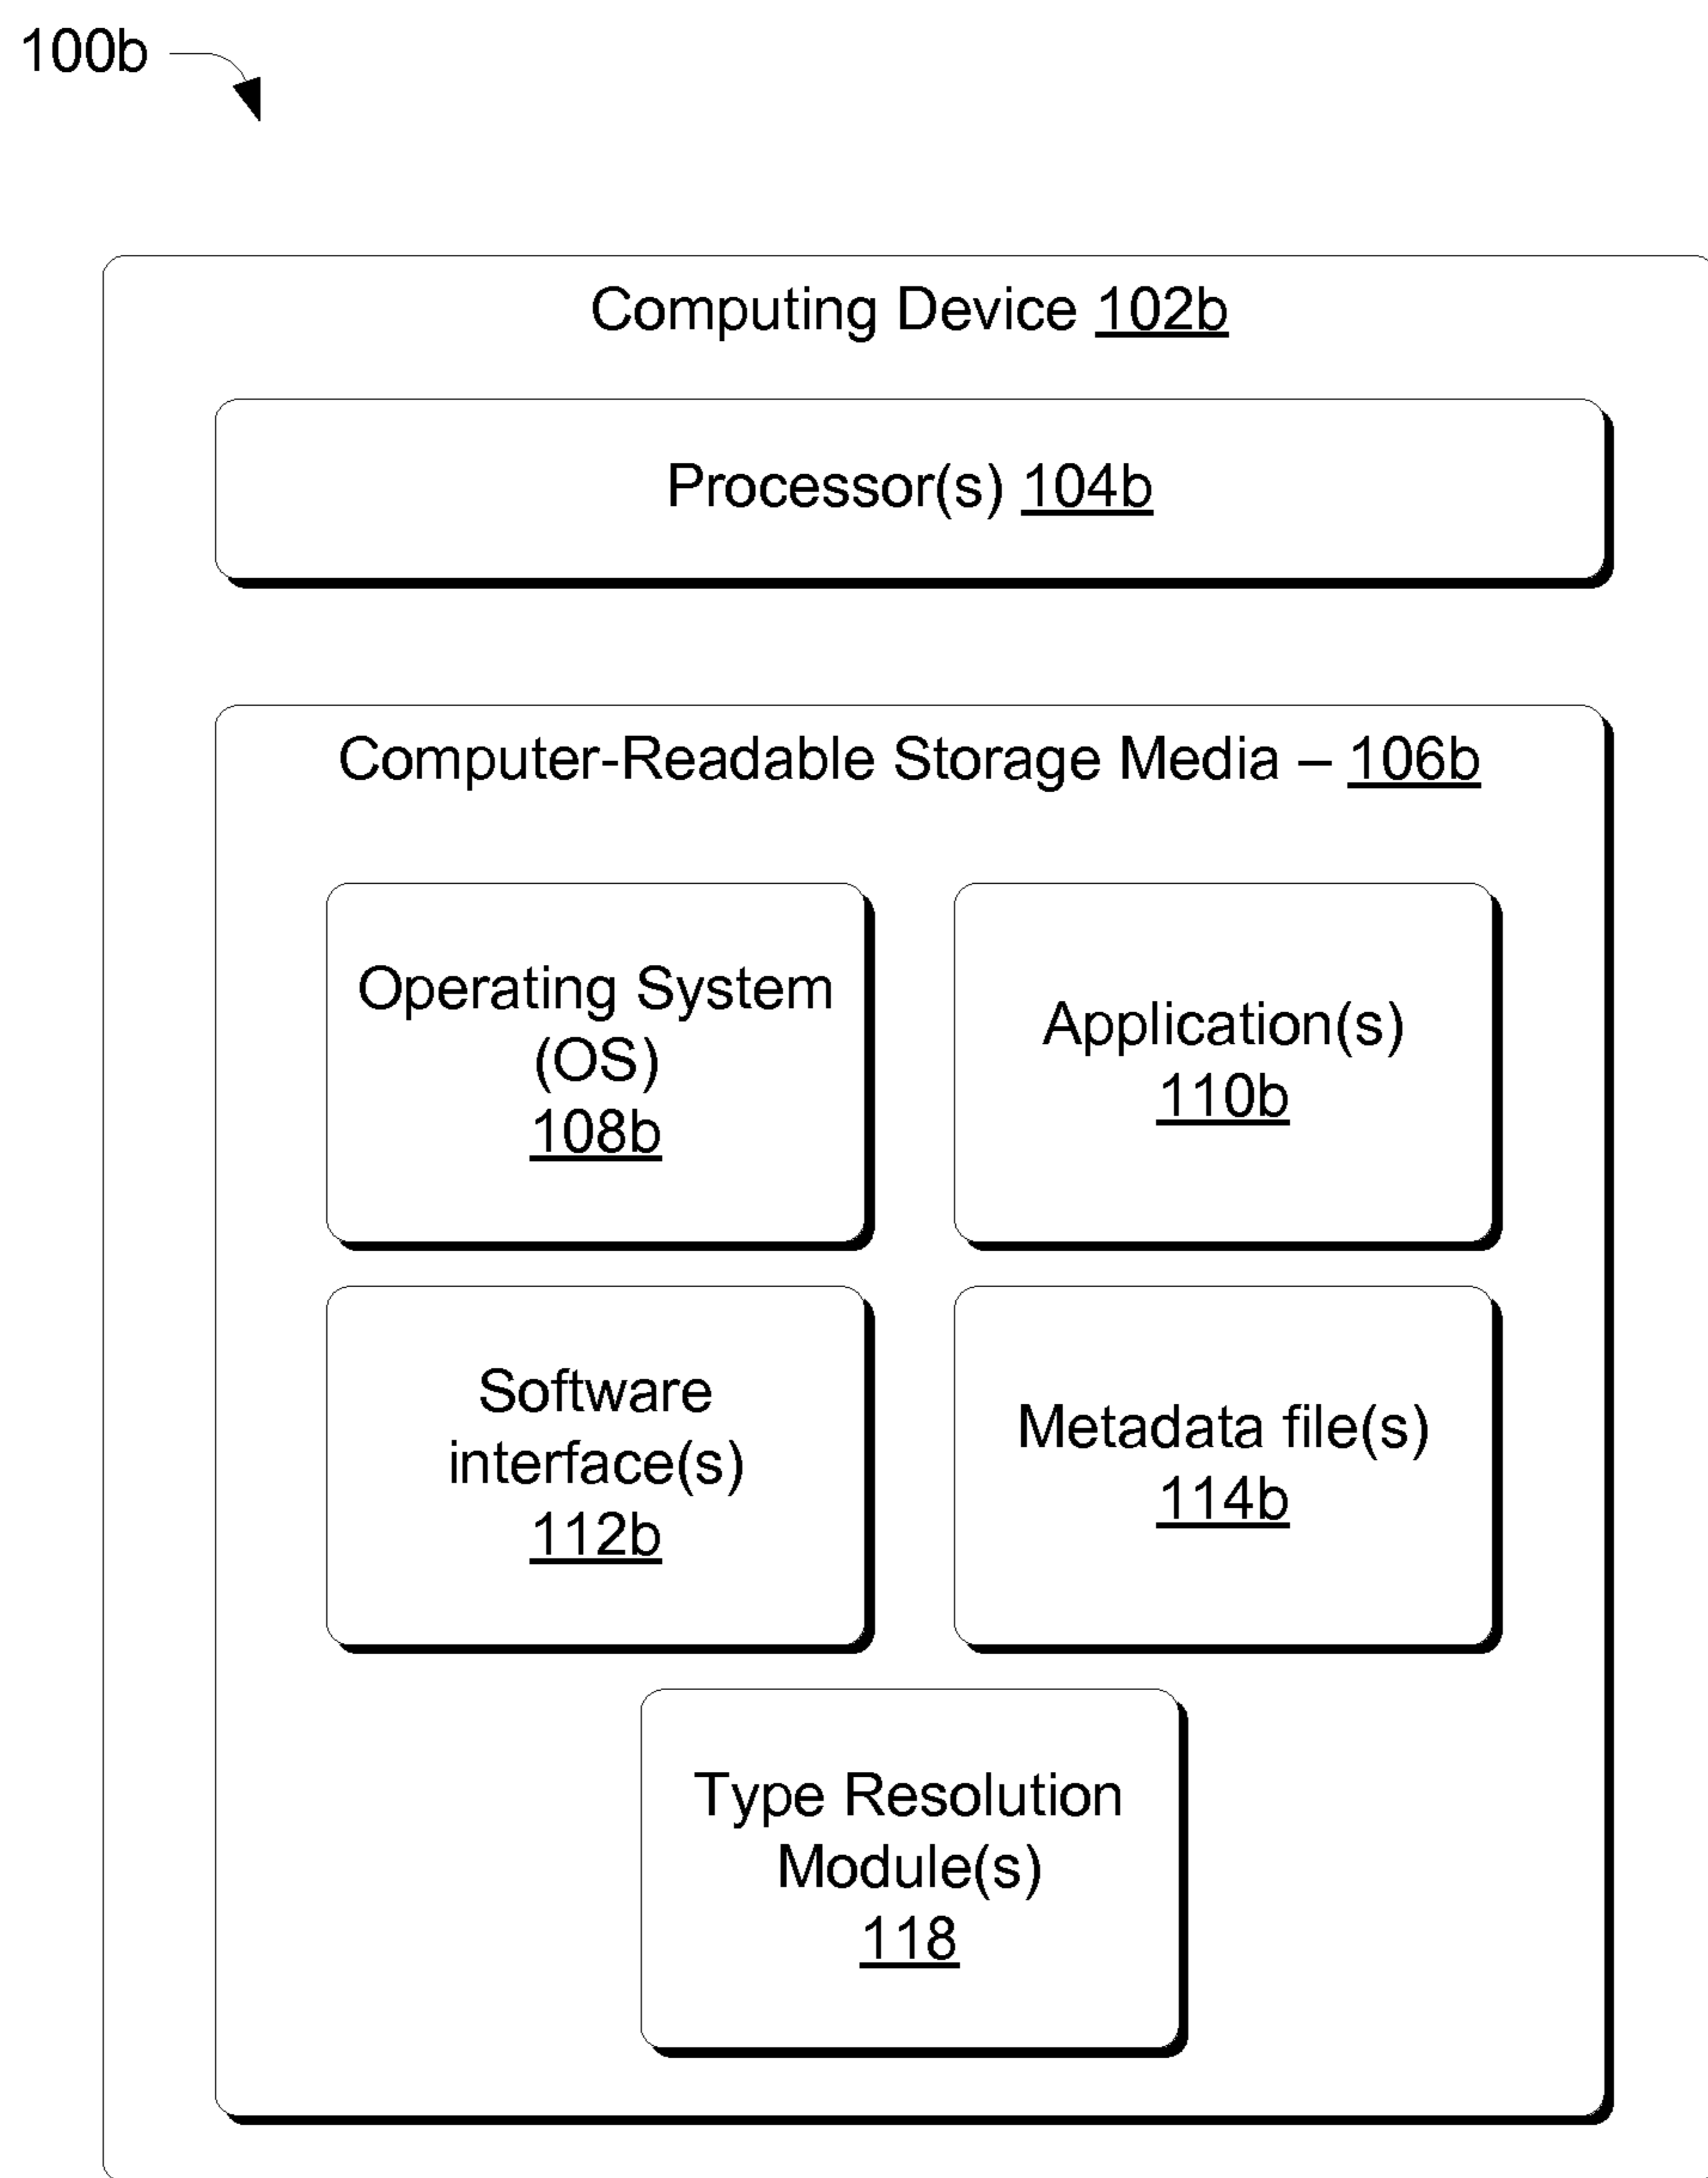 100b
Computing Device 102b
Processor(s) 104b
Computer-Readable Storage Media – 106b
Operating System
(OS)
108b
Application(s)
110b
Software
interface(s)
112b
Metadata file(s)
114b
Type Resolution
Module(s)
118